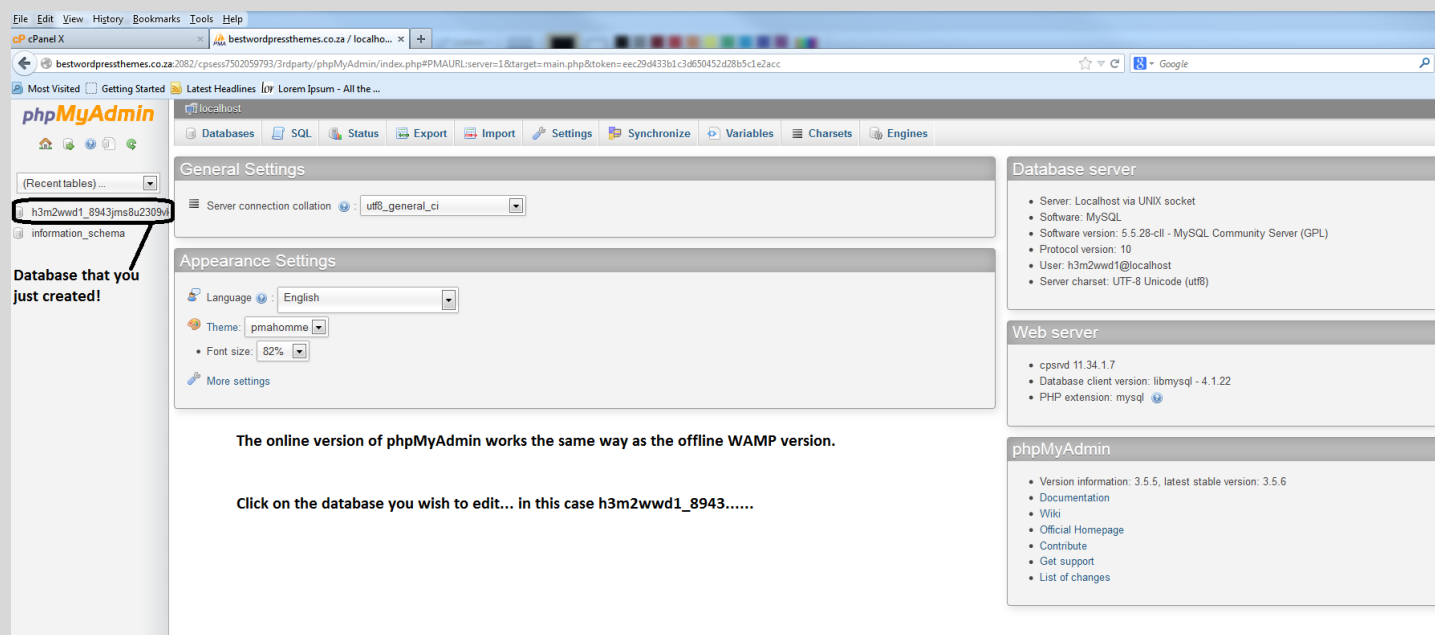 File Edit View History Bookmarks Tools Help
cP cPanel X
bestwordpressthemes.co.za / localho...
bestwordpressthemes.co.za:2082/cpsess7502059793/3rdparty/phpMyAdmin/index.php#PMAURL:server=1&target=main.php&token=eec29d433b1c3d650452d28b5c1e2acc
Google
Most Visited Getting Started Latest Headlines Lorem Ipsum - All the ...
phpMyAdmin
(Recent tables) ...
h3m2wwd1_8943jms8u2309vl
information_schema
Database that you
just created!
localhost
Databases SQL Status Export Import Settings Synchronize Variables Charsets Engines
General Settings
Server connection collation : utf8_general_ci
Appearance Settings
Language : English
Theme: pmahomme
• Font size: 82%
More settings
The online version of phpMyAdmin works the same way as the offline WAMP version.
Click on the database you wish to edit... in this case h3m2wwd1_8943......
Database server
• Server: Localhost via UNIX socket
• Software: MySQL
• Software version: 5.5.28-cll - MySQL Community Server (GPL)
• Protocol version: 10
• User: h3m2wwd1@localhost
• Server charset: UTF-8 Unicode (utf8)
Web server
• cpsrvd 11.34.1.7
• Database client version: libmysql - 4.1.22
• PHP extension: mysql
phpMyAdmin
• Version information: 3.5.5, latest stable version: 3.5.6
• Documentation
• Wiki
• Official Homepage
• Contribute
• Get support
• List of changes